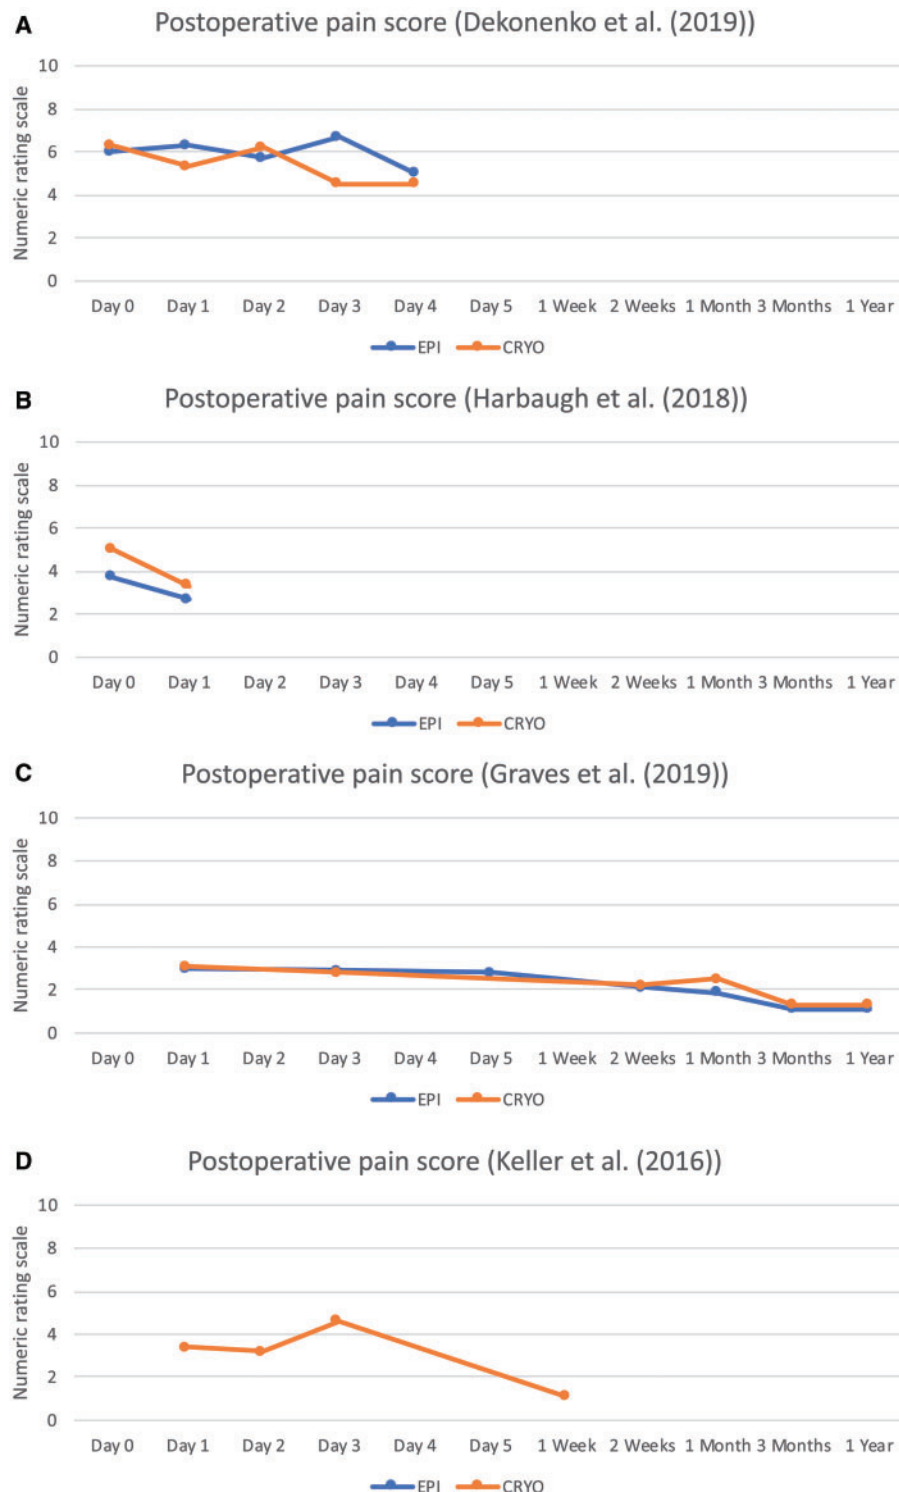 A
Postoperative pain score (Dekonenko et al. (2019))
Numeric rating scale
10
8
6
4
2
0
Day 0 Day 1 Day 2 Day 3 Day 4 Day 5 1 Week 2 Weeks 1 Month 3 Months 1 Year
EPI CRYO
B
Postoperative pain score (Harbaugh et al. (2018))
Numeric rating scale
10
8
6
4
2
0
Day 0 Day 1 Day 2 Day 3 Day 4 Day 5 1 Week 2 Weeks 1 Month 3 Months 1 Year
EPI CRYO
C
Postoperative pain score (Graves et al. (2019))
Numeric rating scale
10
8
6
4
2
0
Day 0 Day 1 Day 2 Day 3 Day 4 Day 5 1 Week 2 Weeks 1 Month 3 Months 1 Year
EPI CRYO
D
Postoperative pain score (Keller et al. (2016))
Numeric rating scale
10
8
6
4
2
0
Day 0 Day 1 Day 2 Day 3 Day 4 Day 5 1 Week 2 Weeks 1 Month 3 Months 1 Year
EPI CRYO